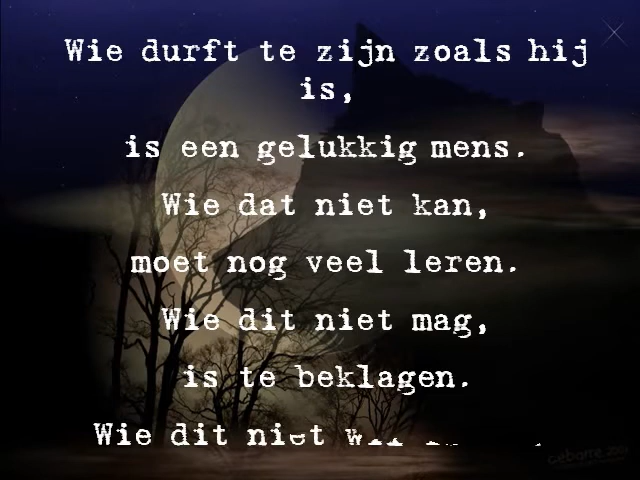 Wie durft te zijn zoals hij
is,
is een gelukkig mens.
Wie dat niet kan,
moet nog veel leren.
Wie dit niet mag,
is te beklagen.
Wie dit niet